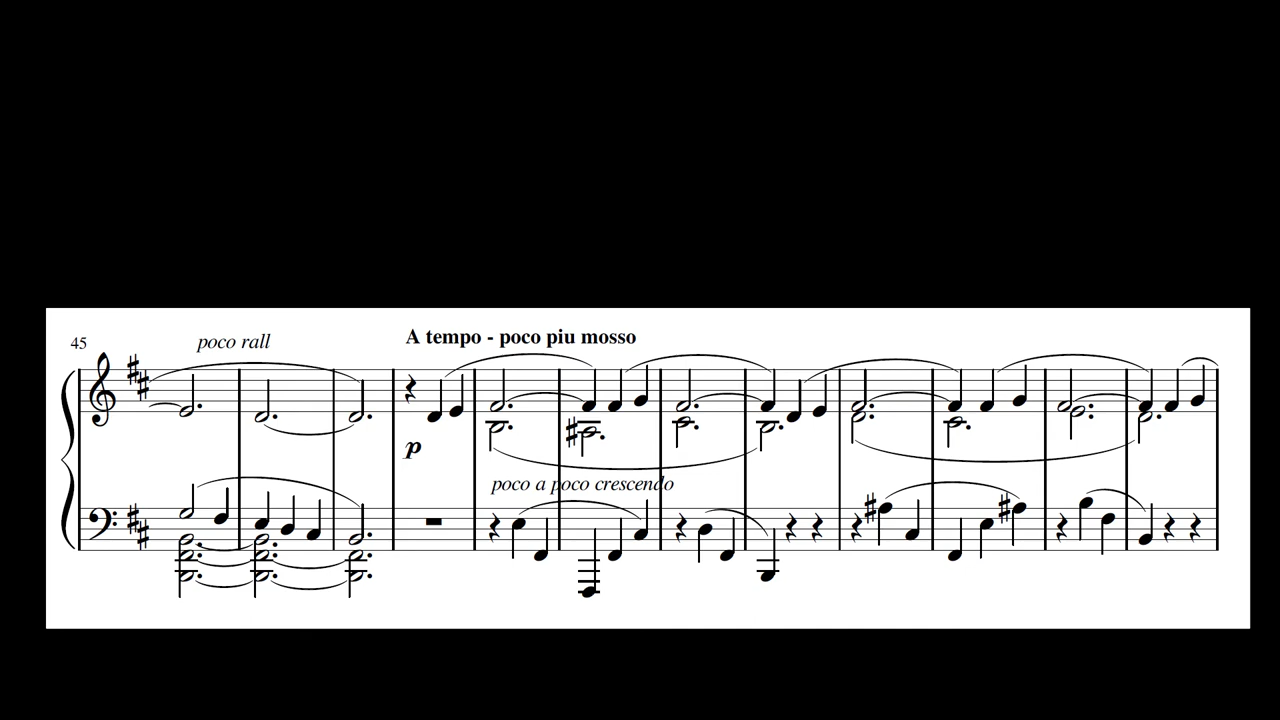 A tempo - poco piu mosso
45
poco rall
p
poco a poco crescendo